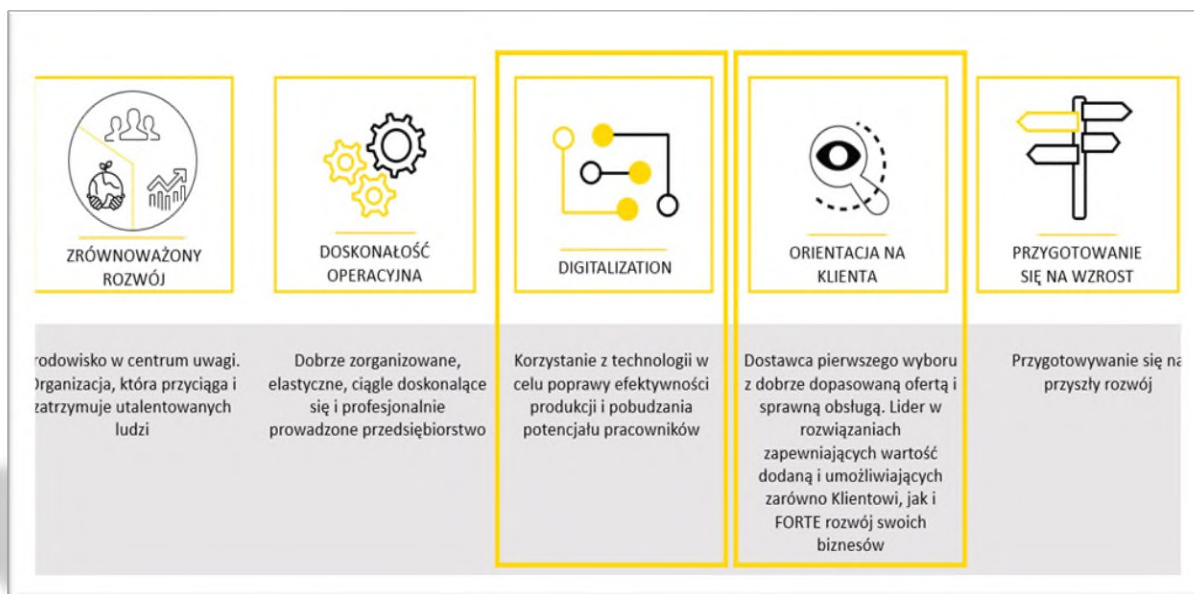 ZRÓWNOWAŻONY
ROZWÓJ
rodowisko w centrum uwagi.
Organizacja, która przyciąga i
zatrzymuje utalentowanych
ludzi
DOSKONAŁOŚĆ
OPERACYJNA
Dobrze zorganizowane,
elastyczne, ciągle doskonalące
się i profesjonalnie
prowadzone przedsiębiorstwo
DIGITALIZATION
Korzystanie z technologii w
celu poprawy efektywności
produkcji i pobudzania
potencjału pracowników
ORIENTACJA NA
KLIENTA
Dostawca pierwszego wyboru
z dobrze dopasowaną ofertą i
sprawną obsługą. Lider w
rozwiązaniach
zapewniających wartość
dodaną i umożliwiających
zarówno Klientowi, jak i
FORTE rozwój swoich
biznesów
PRZYGOTOWANIE
SIĘ NA WZROST
Przygotowywanie się na
przyszły rozwój